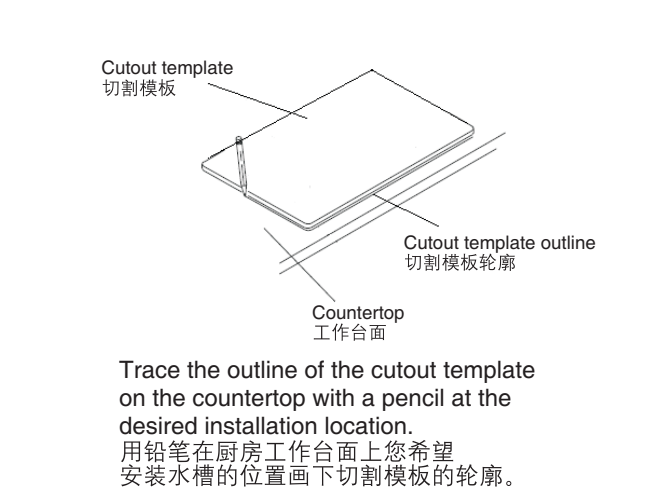 Cutout template
切割模板
Cutout template outline
切割模板轮廓
Countertop
工作台面
Trace the outline of the cutout template
on the countertop with a pencil at the
desired installation location.
用铅笔在厨房工作台面上您希望
安装水槽的位置画下切割模板的轮廓。